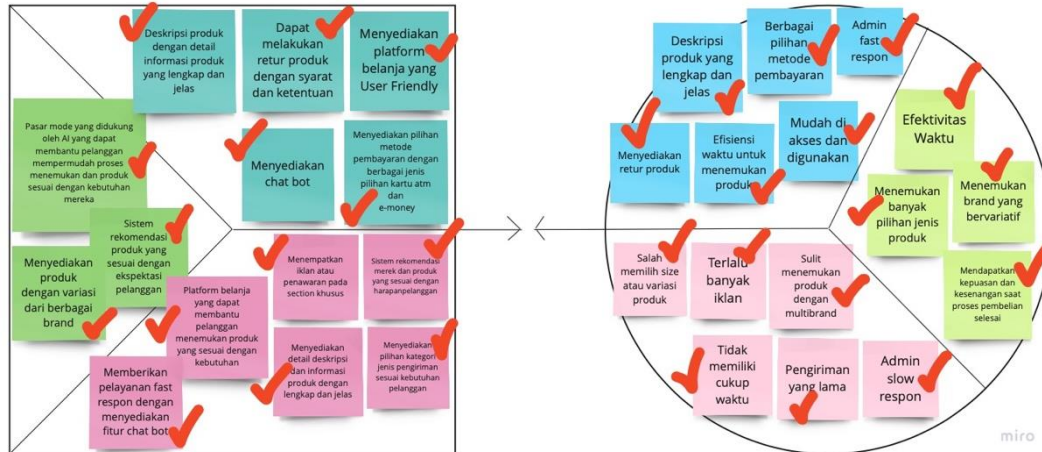 Deskripsi produk
dengan detail
informasi produk
yang lengkap dan
jelas
Dapat
melakukan
retur produk
dengan syarat
dan ketentuan
Menyediakan
platform
belanja yang
User Friendly
Pasar mode yang didukung
oleh AI yang dapat
membantu pelanggan
mempermudah proses
menemukan dan produk
sesuai dengan kebutuhan
mereka
Menyediakan
chat bot
Menyediakan pilihan
metode
pembayaran dengan
berbagai jenis
pilihan kartu atm
dan
e-money
Sistem
rekomendasi
produk yang
sesuai dengan
ekspektasi
pelanggan
Menyediakan
produk
dengan variasi
dari berbagai
brand
Platform belanja
yang dapat
membantu
pelanggan
menemukan produk
yang sesuai dengan
kebutuhan
Menempatkan
iklan atau
penawaran pada
section khusus
Sistem rekomendasi
merek dan produk
yang sesuai dengan
harapanpelanggan
Memberikan
pelayanan fast
respon dengan
menyediakan
fitur chat bot
Menyediakan
detail deskripsi
dan informasi
produk dengan
lengkap dan jelas
Menyediakan
pilihan kategori
jenis pengiriman
sesuai kebutuhan
pelanggan
Deskripsi
produk yang
lengkap dan
jelas
Berbagai
pilihan
metode
pembayaran
Admin
fast
respon
Menyediakan
retur produk
Efisiensi
waktu untuk
menemukan
produk
Mudah di
akses dan
digunakan
Efektivitas
Waktu
Menemukan
banyak
pilihan jenis
produk
Menemukan
brand yang
bervariatif
Mendapatkan
kepuasan dan
kesenangan saat
proses pembelian
selesai
Salah
memilih size
atau variasi
produk
Terlalu
banyak
iklan
Sulit
menemukan
produk
dengan
multibrand
Tidak
memiliki
cukup
waktu
Pengiriman
yang lama
Admin
slow
respon
miro